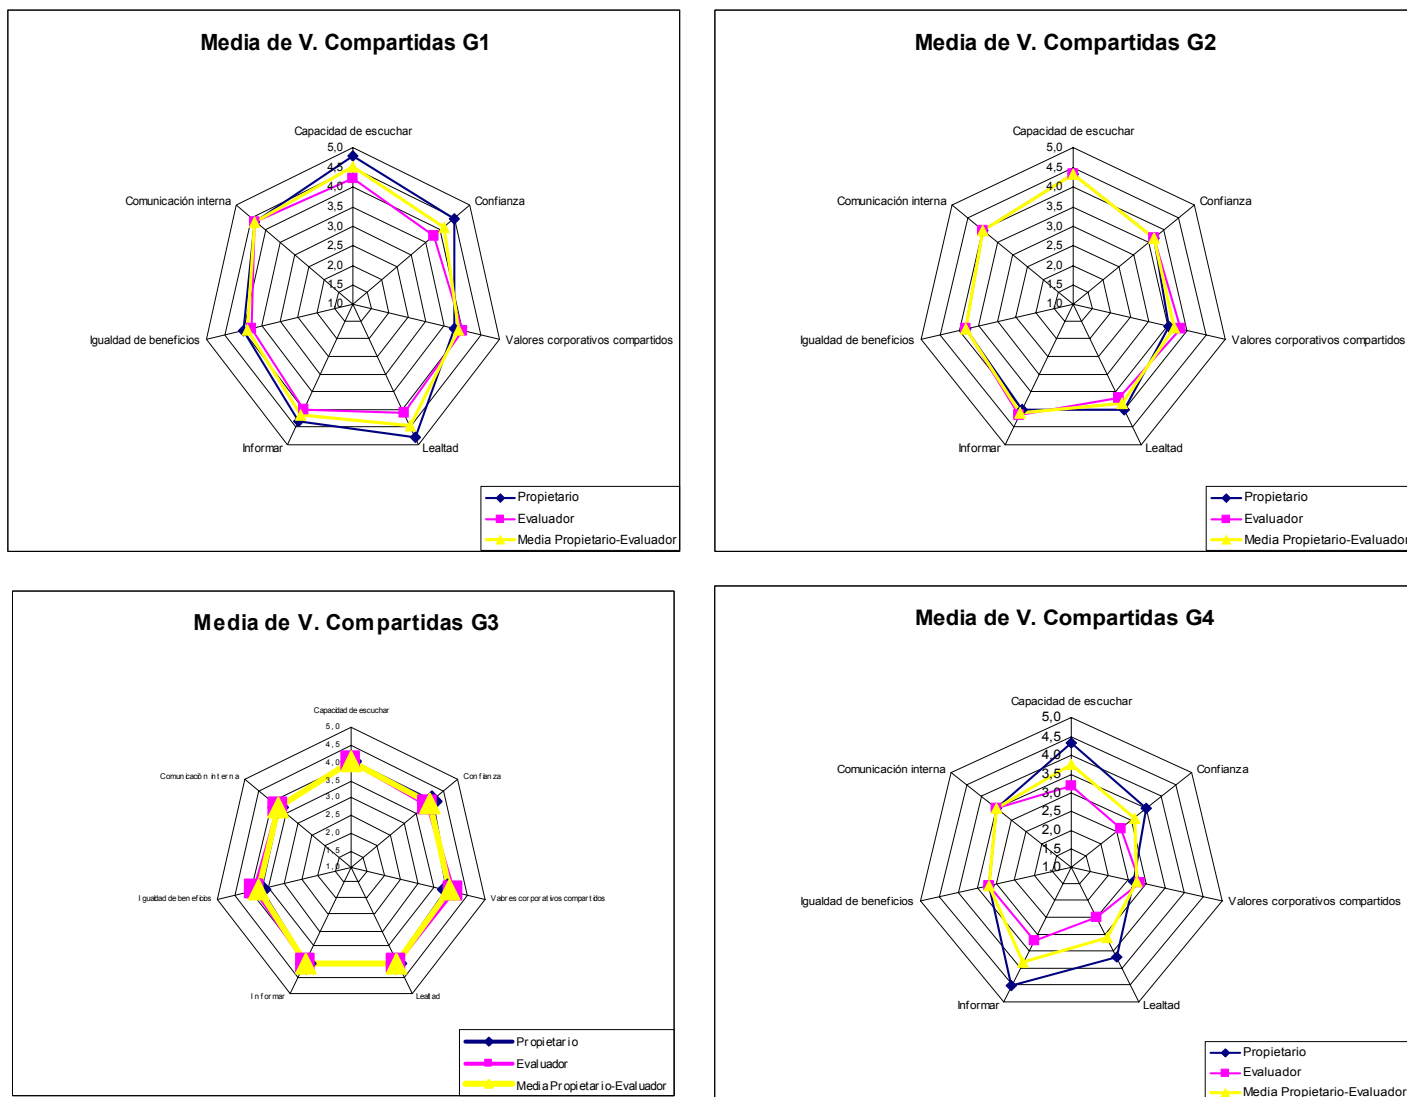 Media de V. Compartidas G1
Capacidad de escuchar
5,0
4,5
4,0
3,5
3,0
2,5
2,0
1,5
1,0
Comunicación interna
Confianza
Igualdad de beneficios
Valores corporativos compartidos
Informar
Lealtad
Propietario
Evaluador
Media Propietario-Evaluador
Media de V. Compartidas G2
Capacidad de escuchar
5,0
4,5
4,0
3,5
3,0
2,5
2,0
1,5
1,0
Comunicación interna
Confianza
Igualdad de beneficios
Valores corporativos compartidos
Informar
Lealtad
Propietario
Evaluador
Media Propietario-Evaluador
Media de V. Compartidas G3
Capacidad de escuchar
5,0
4,5
4,0
3,5
3,0
2,5
2,0
1,5
1,0
Comunicación interna
Confianza
Igualdad de beneficios
Valores corporativos compartidos
Informar
Lealtad
Propietario
Evaluador
Media Propietario-Evaluador
Media de V. Compartidas G4
Capacidad de escuchar
5,0
4,5
4,0
3,5
3,0
2,5
2,0
1,5
1,0
Comunicación interna
Confianza
Igualdad de beneficios
Valores corporativos compartidos
Informar
Lealtad
Propietario
Evaluador
Media Propietario-Evaluador